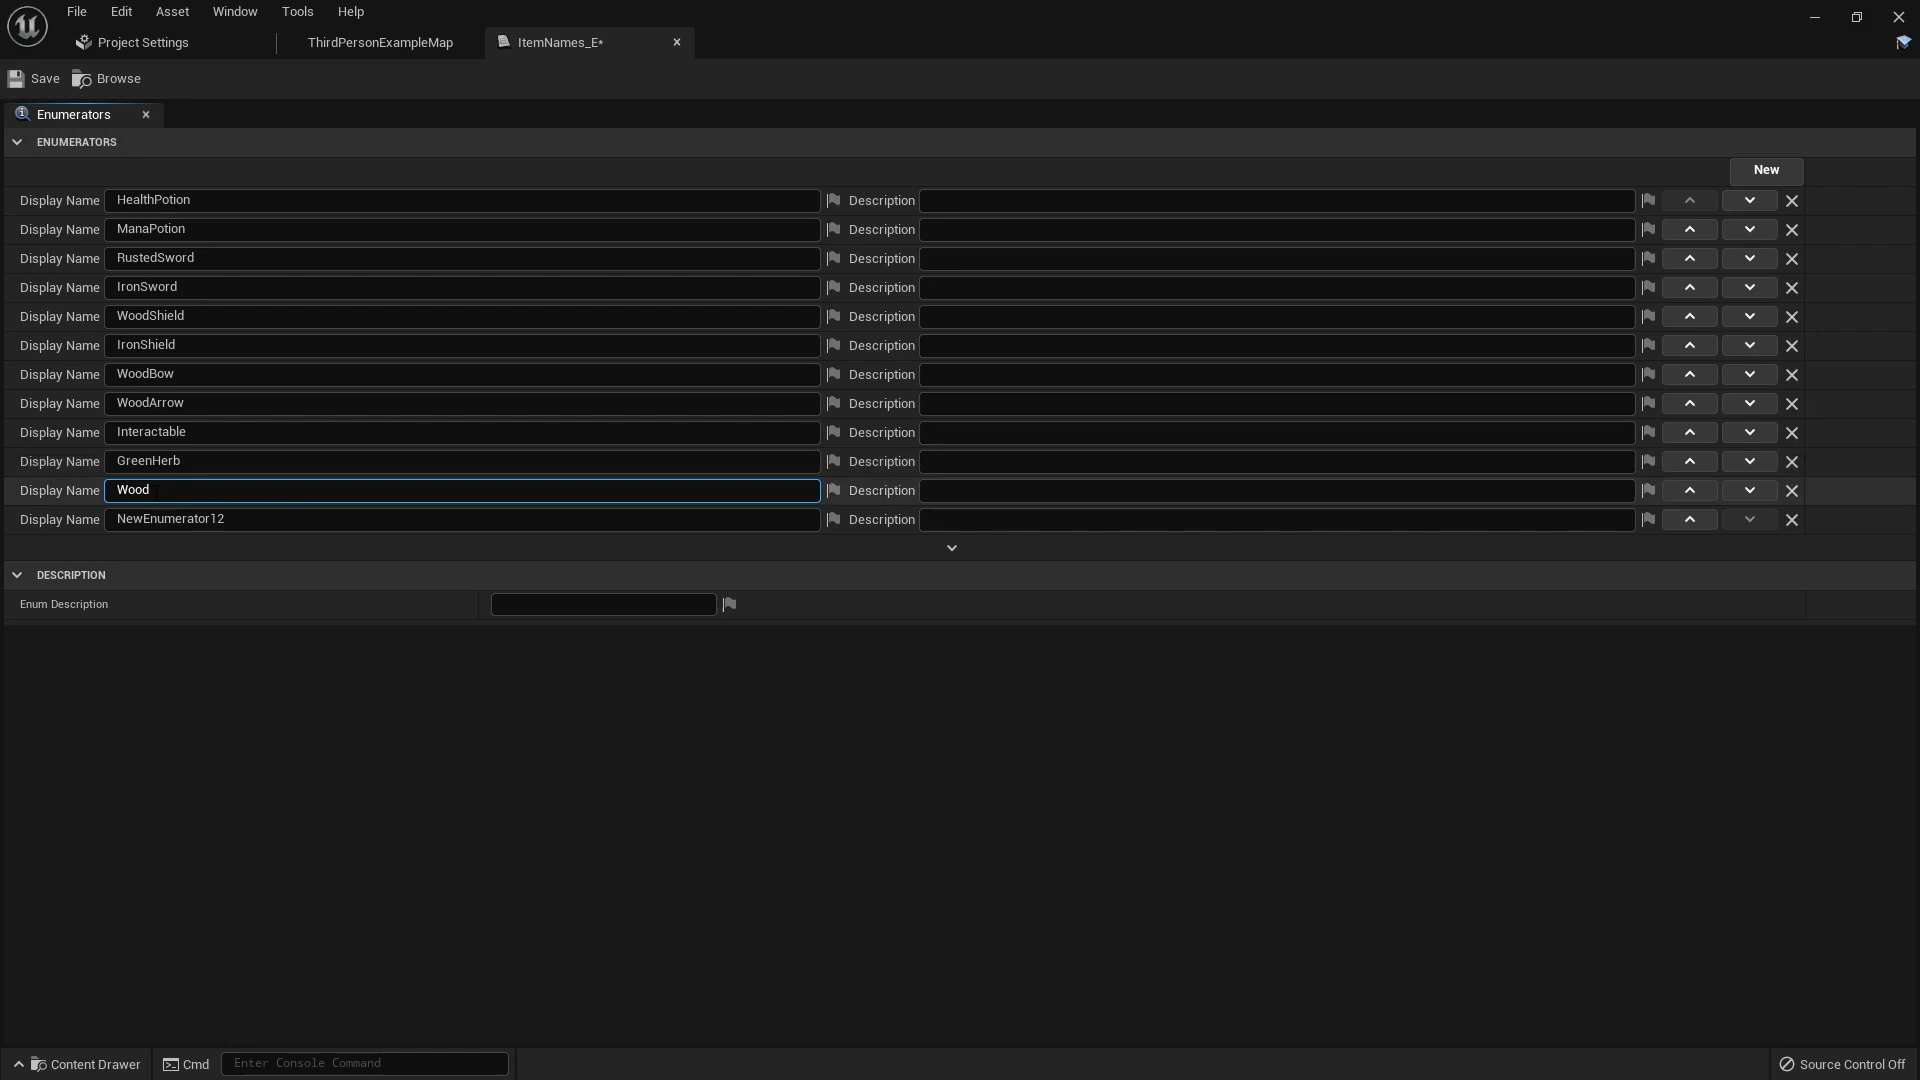 File Edit Asset Window Tools Help
Project Settings ThirdPersonExampleMap ItemNames_E*
Save Browse
Enumerators
ENUMERATORS
New
Display Name HealthPotion Description
Display Name ManaPotion Description
Display Name RustedSword Description
Display Name IronSword Description
Display Name WoodShield Description
Display Name IronShield Description
Display Name WoodBow Description
Display Name WoodArrow Description
Display Name Interactable Description
Display Name GreenHerb Description
Display Name Wood Description
Display Name NewEnumerator12 Description
DESCRIPTION
Enum Description
Content Drawer Cmd Enter Console Command Source Control Off